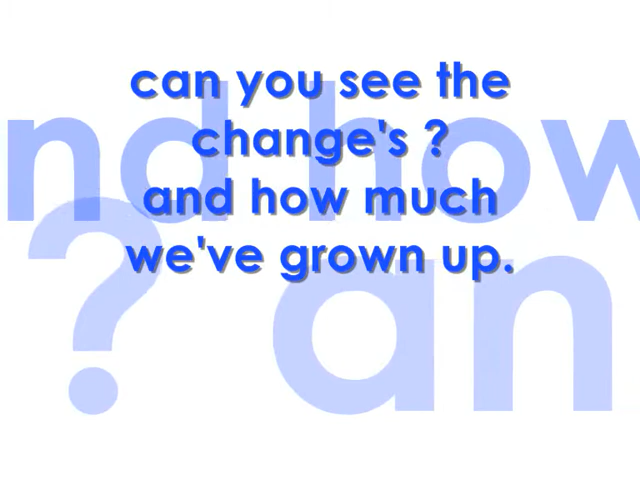 can you see the
change's ?
and how much
we've grown up.
nd how
? an